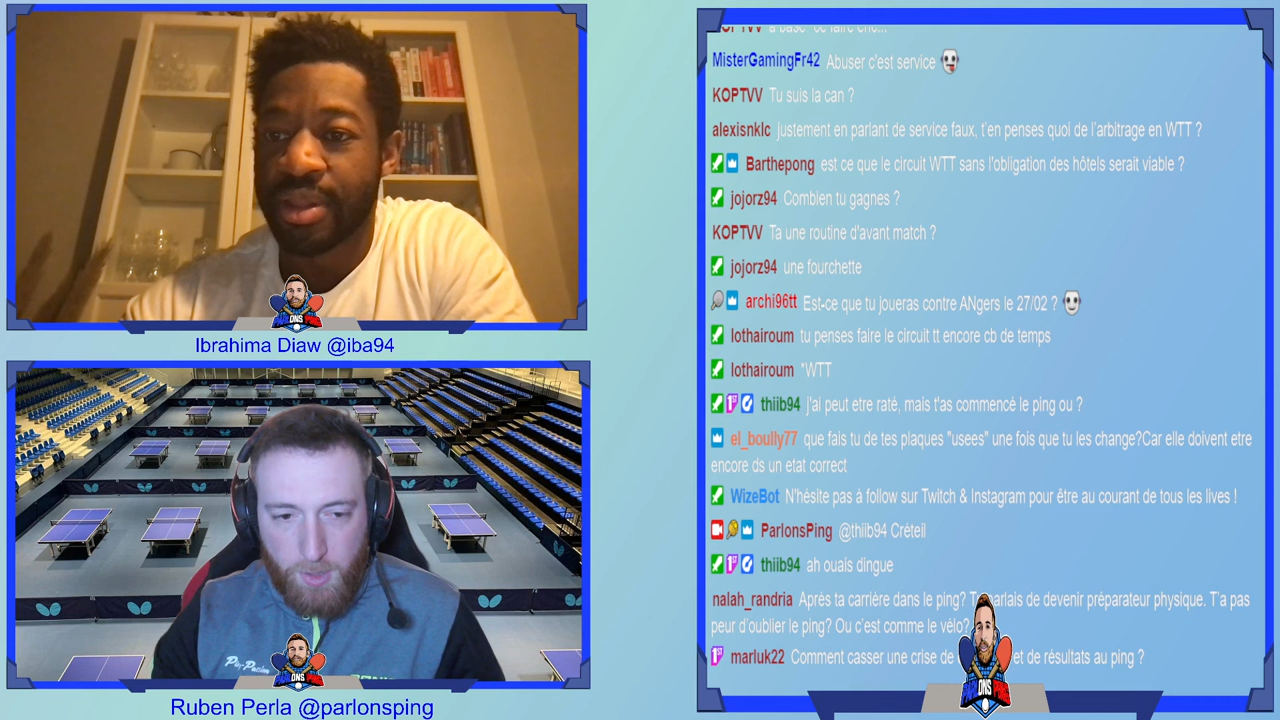 Ibrahima Diaw @iba94
Ping-Passion
Ruben Perla @parlonsping
KOPTVV
MisterGamingFr42 Abuser c'est service
KOPTVV Tu suis la can ?
alexisnklc justement en parlant de service faux, t'en penses quoi de l'arbitrage en WTT ?
Barthepong est ce que le circuit WTT sans l'obligation des hôtels serait viable ?
jojorz94 Combien tu gagnes ?
KOPTVV Ta une routine d'avant match ?
jojorz94 une fourchette
archi96tt Est-ce que tu joueras contre ANgers le 27/02 ?
lothairoum tu penses faire le circuit tt encore cb de temps
lothairoum *WTT
thiib94 j'ai peut etre raté, mais t'as commencé le ping ou ?
el_boully77 que fais tu de tes plaques "usees" une fois que tu les change?Car elle doivent etre
encore ds un etat correct
WizeBot N'hésite pas à follow sur Twitch & Instagram pour être au courant de tous les lives !
ParlonsPing @thiib94 Créteil
thiib94 ah ouais dingue
nalah_randria Après ta carrière dans le ping? parlais de devenir préparateur physique. T'a pas
peur d'oublier le ping? Ou c'est comme le vélo?
marluk22 Comment casser une crise de et de résultats au ping ?
PARLONS PING